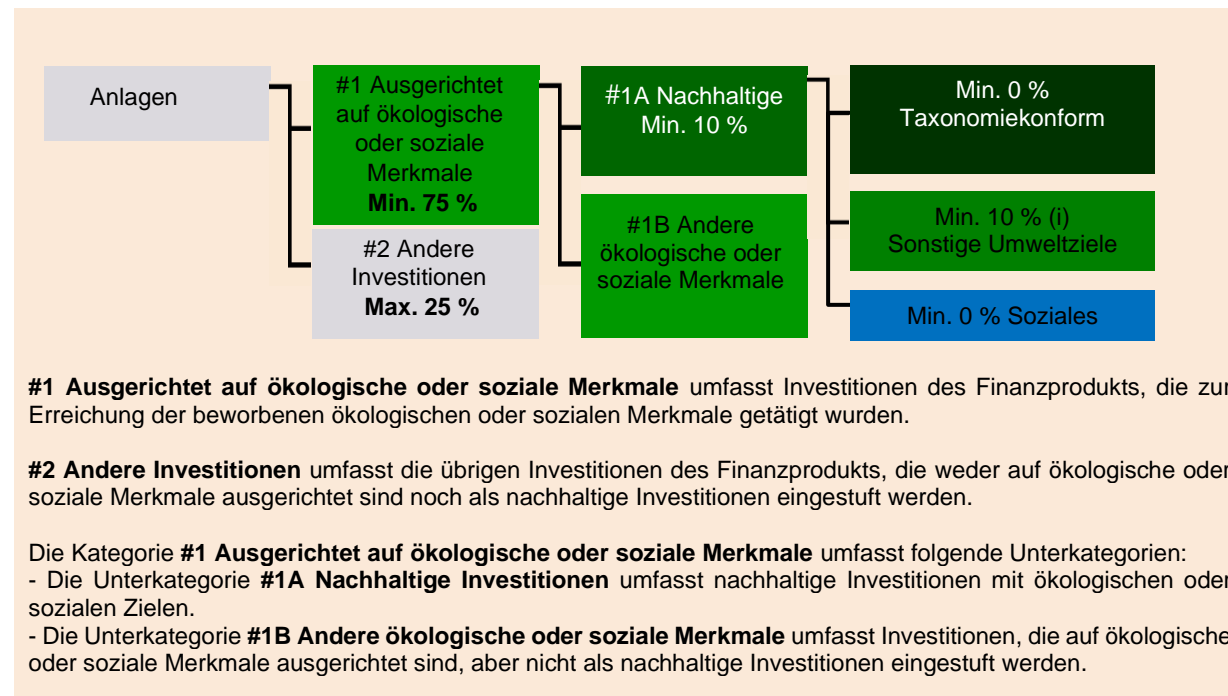 Anlagen
#1 Ausgerichtet
auf ökologische
oder soziale
Merkmale
Min. 75 %
#2 Andere
Investitionen
Max. 25 %
#1A Nachhaltige
Min. 10 %
#1B Andere
ökologische oder
soziale Merkmale
Min. 0 %
Taxonomiekonform
Min. 10 % (i)
Sonstige Umweltziele
Min. 0 % Soziales
#1 Ausgerichtet auf ökologische oder soziale Merkmale umfasst Investitionen des Finanzprodukts, die zur
Erreichung der beworbenen ökologischen oder sozialen Merkmale getätigt wurden.
#2 Andere Investitionen umfasst die übrigen Investitionen des Finanzprodukts, die weder auf ökologische oder
soziale Merkmale ausgerichtet sind noch als nachhaltige Investitionen eingestuft werden.
Die Kategorie #1 Ausgerichtet auf ökologische oder soziale Merkmale umfasst folgende Unterkategorien:
- Die Unterkategorie #1A Nachhaltige Investitionen umfasst nachhaltige Investitionen mit ökologischen oder
sozialen Zielen.
- Die Unterkategorie #1B Andere ökologische oder soziale Merkmale umfasst Investitionen, die auf ökologische
oder soziale Merkmale ausgerichtet sind, aber nicht als nachhaltige Investitionen eingestuft werden.